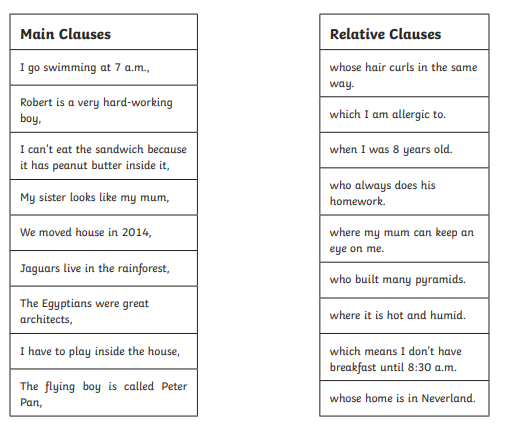 Main Clauses
I go swimming at 7 a.m.,
Robert is a very hard-working
boy,
I can't eat the sandwich because
it has peanut butter inside it,
My sister looks like my mum,
We moved house in 2014,
Jaguars live in the rainforest,
The Egyptians were great
architects,
I have to play inside the house,
The flying boy is called Peter
Pan,
Relative Clauses
whose hair curls in the same
way.
which I am allergic to.
when I was 8 years old.
who always does his
homework.
where my mum can keep an
eye on me.
who built many pyramids.
where it is hot and humid.
which means I don't have
breakfast until 8:30 a.m.
whose home is in Neverland.